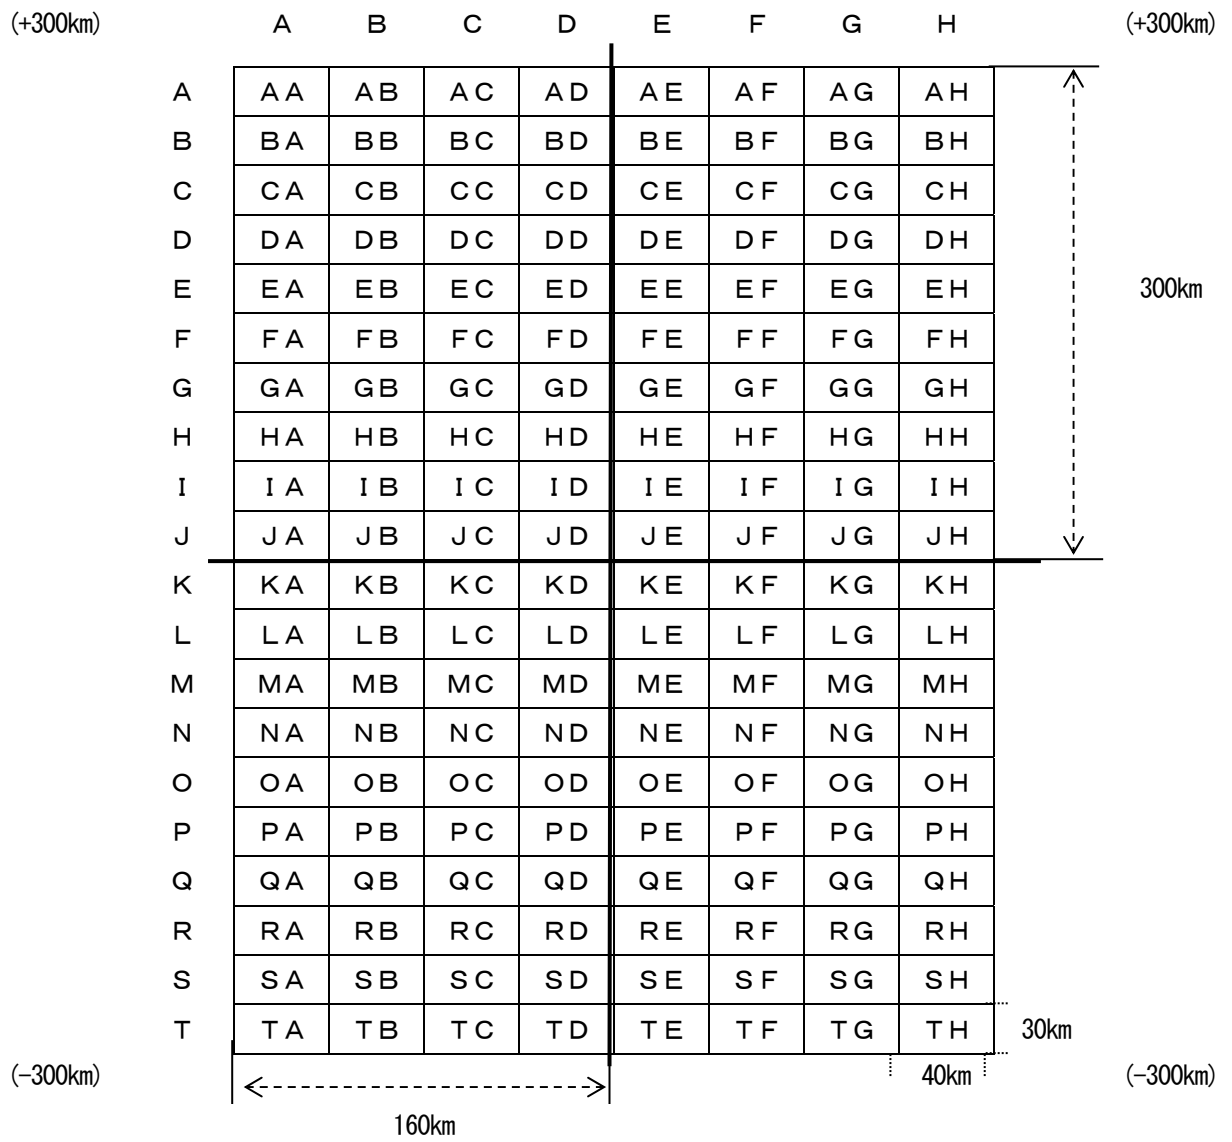 (+300km) A B C D E F G H (+300km)
A AA AB AC AD AE AF AG AH
B BA BB BC BD BE BF BG BH
C CA CB CC CD CE CF CG CH
D DA DB DC DD DE DF DG DH
E EA EB EC ED EE EF EG EH 300km
F FA FB FC FD FE FF FG FH
G GA GB GC GD GE GF GG GH
H HA HB HC HD HE HF HG HH
I IA IB IC ID IE IF IG IH
J JA JB JC JD JE JF JG JH
K KA KB KC KD KE KF KG KH
L LA LB LC LD LE LF LG LH
M MA MB MC MD ME MF MG MH
N NA NB NC ND NE NF NG NH
O OA OB OC OD OE OF OG OH
P PA PB PC PD PE PF PG PH
Q QA QB QC QD QE QF QG QH
R RA RB RC RD RE RF RG RH
S SA SB SC SD SE SF SG SH
T TA TB TC TD TE TF TG TH 30km
(-300km) 40km (-300km)
160km